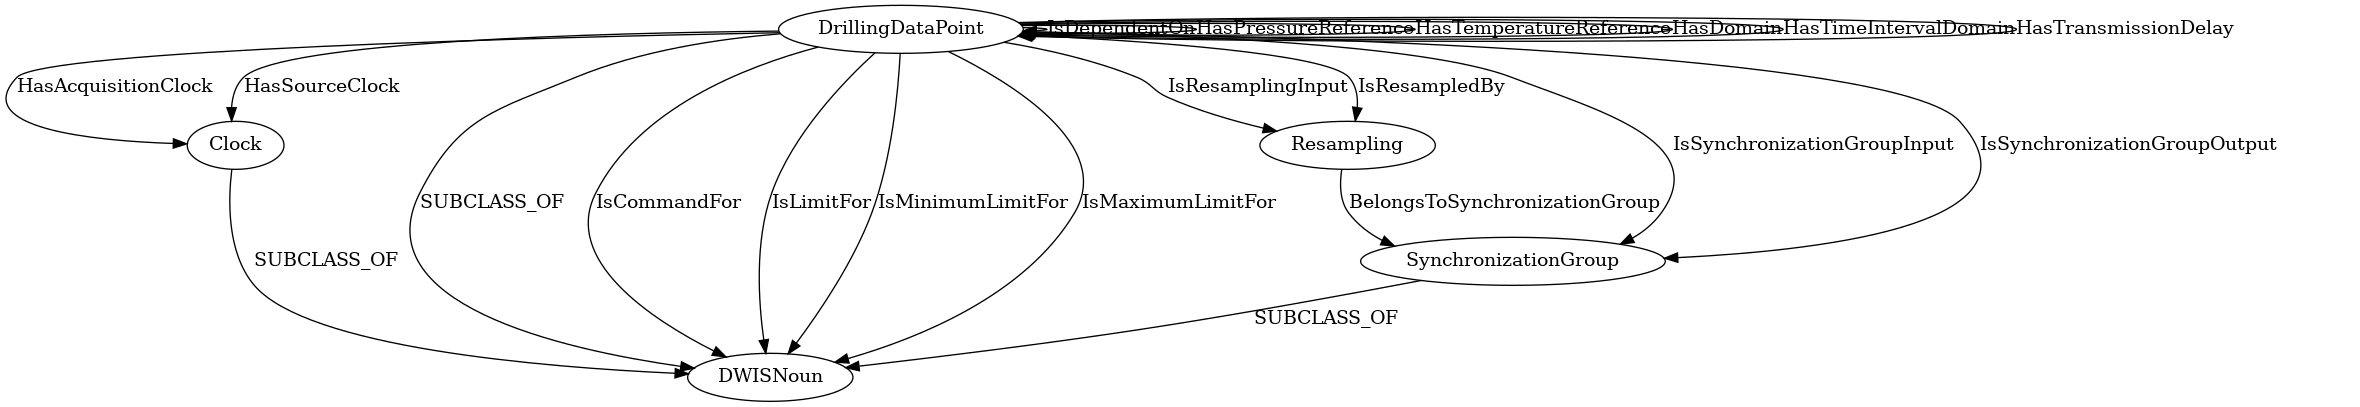 DrillingDataPoint
IsDependentOn
HasPressureReference
HasTemperatureReference
HasDomain
HasTimeIntervalDomain
HasTransmissionDelay
HasAcquisitionClock
HasSourceClock
IsResamplingInput
IsResampledBy
Clock
Resampling
IsSynchronizationGroupInput
IsSynchronizationGroupOutput
SUBCLASS_OF
IsCommandFor
IsLimitFor
IsMinimumLimitFor
IsMaximumLimitFor
BelongsToSynchronizationGroup
SUBCLASS_OF
SynchronizationGroup
SUBCLASS_OF
DWISNoun